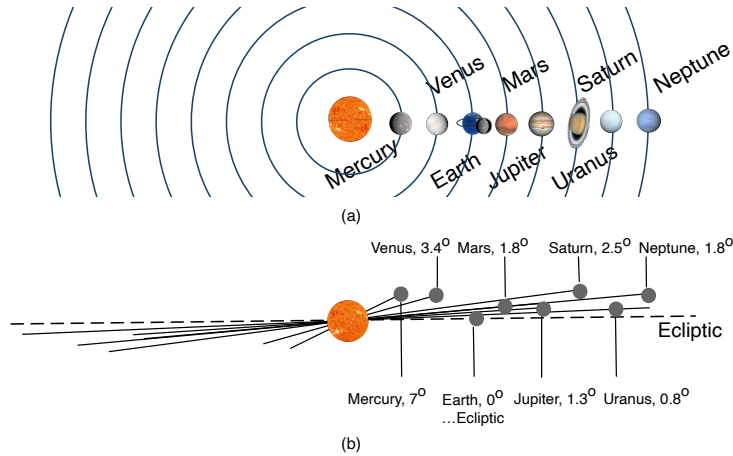 Venus
Mars
Saturn
Neptune
Mercury
Earth
Jupiter
Uranus
(a)
Venus, 3.4°
Mars, 1.8°
Saturn, 2.5°
Neptune, 1.8°
Ecliptic
Mercury, 7°
Earth, 0°
...Ecliptic
Jupiter, 1.3°
Uranus, 0.8°
(b)